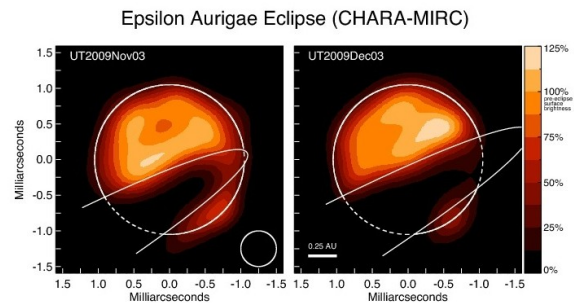 Epsilon Aurigae Eclipse (CHARA-MIRC)
UT2009Nov03
UT2009Dec03
Milliarcseconds
1.5
1.0
0.5
0.0
-0.5
-1.0
-1.5
0.25 AU
125%
100%
pre-eclipse
surface
brightness
75%
50%
25%
0%
1.5 1.0 0.5 0.0 -0.5 -1.0 -1.5
1.5 1.0 0.5 0.0 -0.5 -1.0 -1.5
Milliarcseconds
Milliarcseconds